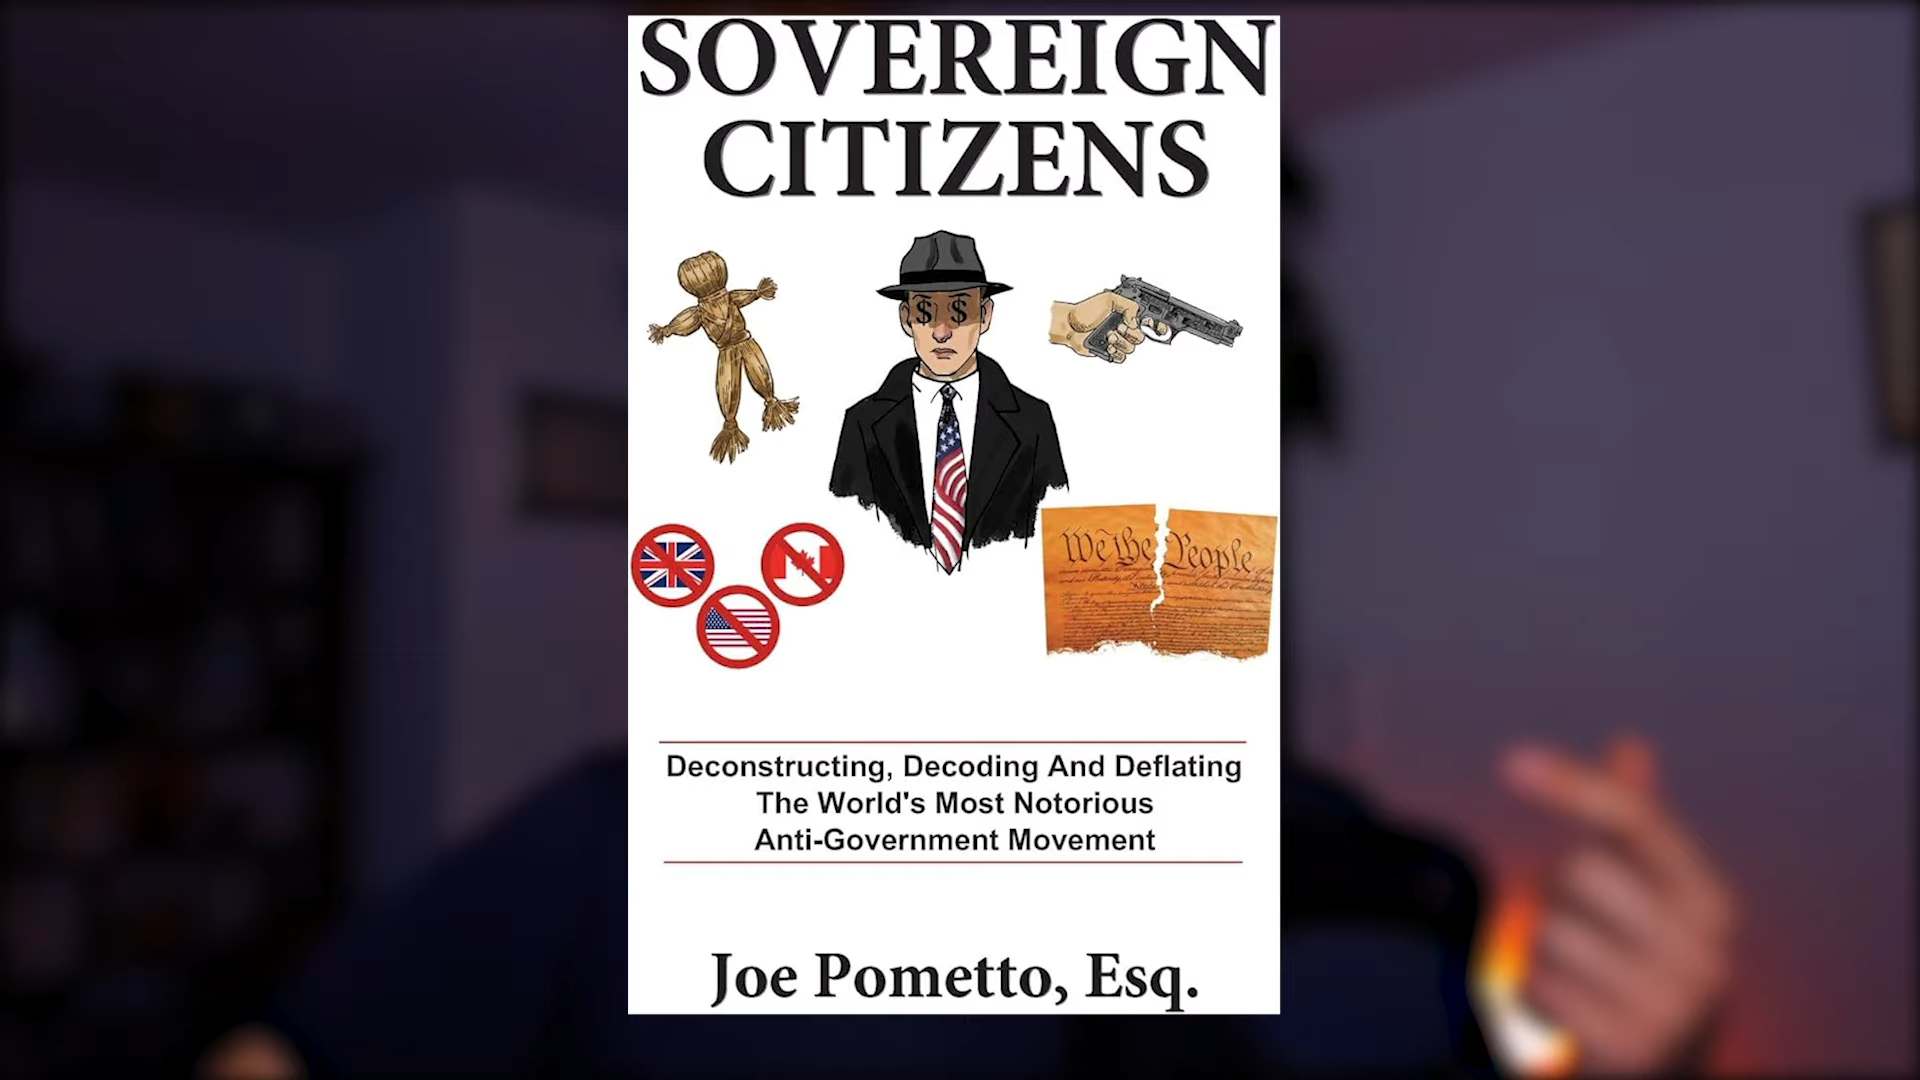 SOVEREIGN
CITIZENS
$ $
We the People
Deconstructing, Decoding And Deflating
The World's Most Notorious
Anti-Government Movement
Joe Pometto, Esq.